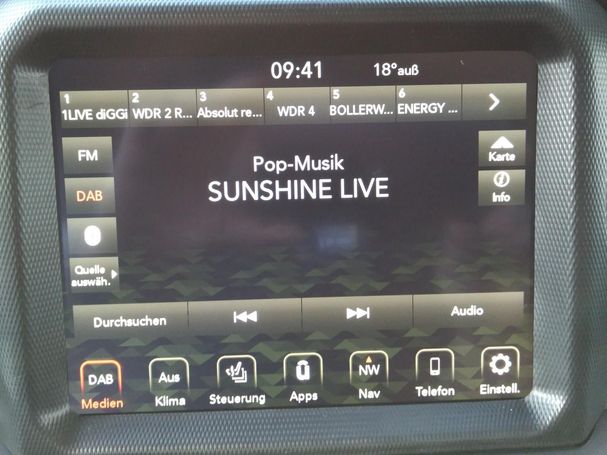 09:41 18°auß
1 2 3 4 5 6
1LIVE diGGi WDR 2 R... Absolut re... WDR 4 BOLLERW... ENERGY ...
FM
Pop-Musik
Karte
DAB
SUNSHINE LIVE
Info
Quelle
auswäh.
Durchsuchen Audio
DAB Aus NW
Medien Klima Steuerung Apps Nav Telefon Einstell.